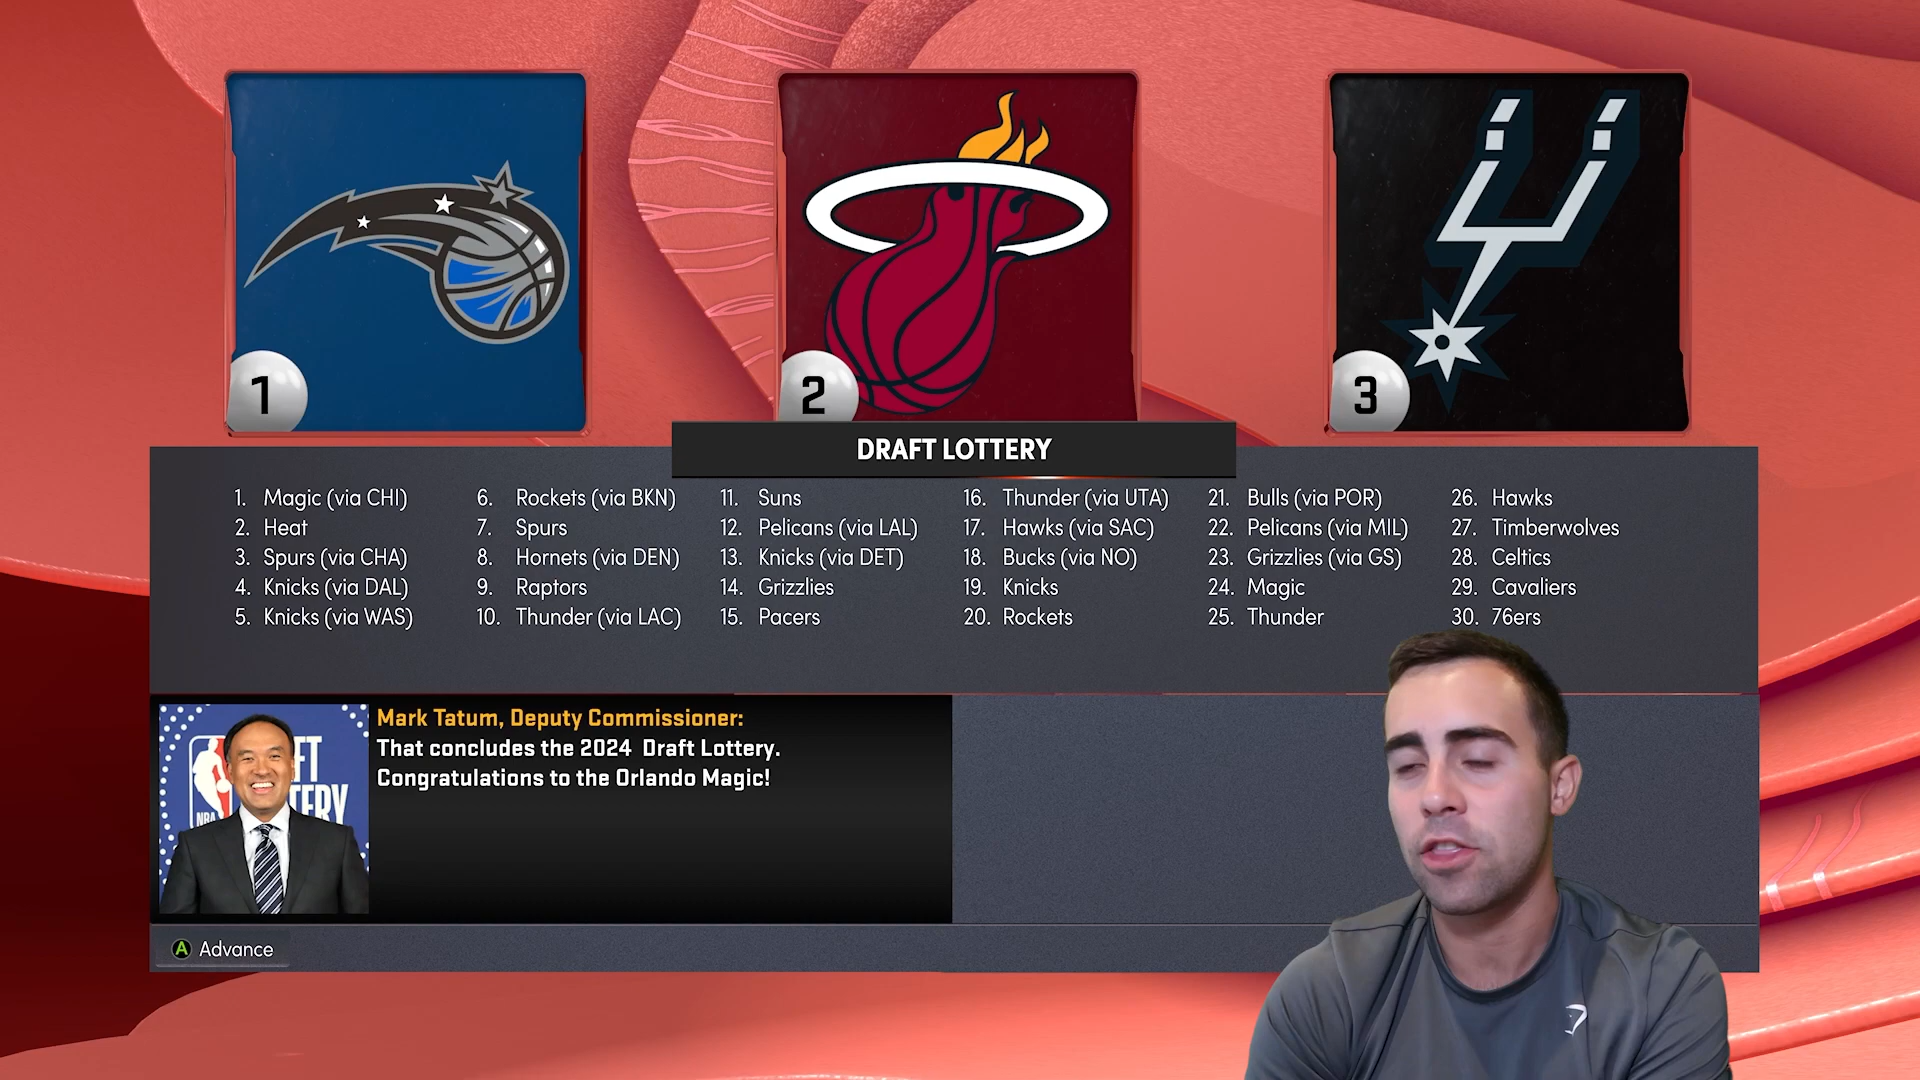 1
2
3
DRAFT LOTTERY
1. Magic (via CHI)
2. Heat
3. Spurs (via CHA)
4. Knicks (via DAL)
5. Knicks (via WAS)
6. Rockets (via BKN)
7. Spurs
8. Hornets (via DEN)
9. Raptors
10. Thunder (via LAC)
11. Suns
12. Pelicans (via LAL)
13. Knicks (via DET)
14. Grizzlies
15. Pacers
16. Thunder (via UTA)
17. Hawks (via SAC)
18. Bucks (via NO)
19. Knicks
20. Rockets
21. Bulls (via POR)
22. Pelicans (via MIL)
23. Grizzlies (via GS)
24. Magic
25. Thunder
26. Hawks
27. Timberwolves
28. Celtics
29. Cavaliers
30. 76ers
Mark Tatum, Deputy Commissioner:
That concludes the 2024 Draft Lottery.
Congratulations to the Orlando Magic!
FT
TERY
NBA
A Advance